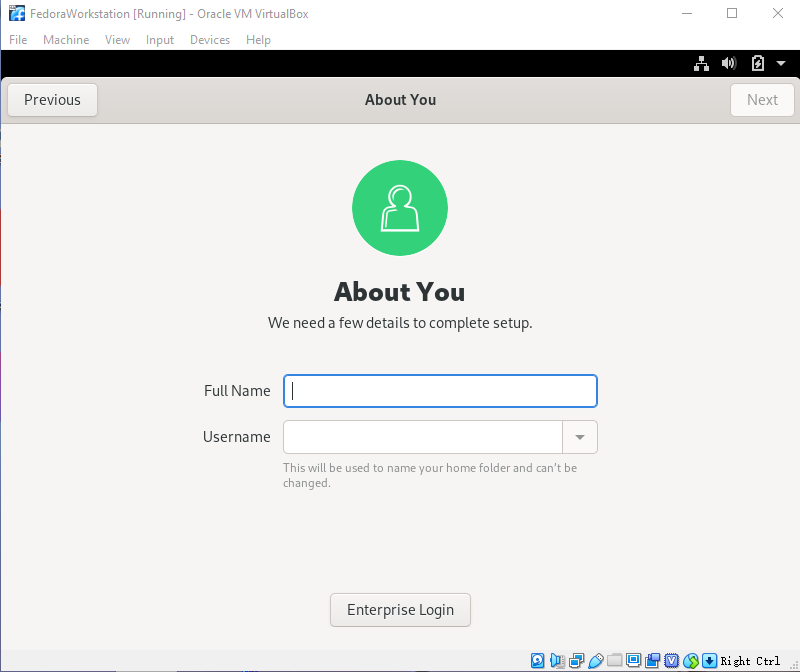 FedoraWorkstation [Running] - Oracle VM VirtualBox
File Machine View Input Devices Help
Previous About You Next
About You
We need a few details to complete setup.
Full Name
Username
This will be used to name your home folder and can't be
changed.
Enterprise Login
Right Ctrl